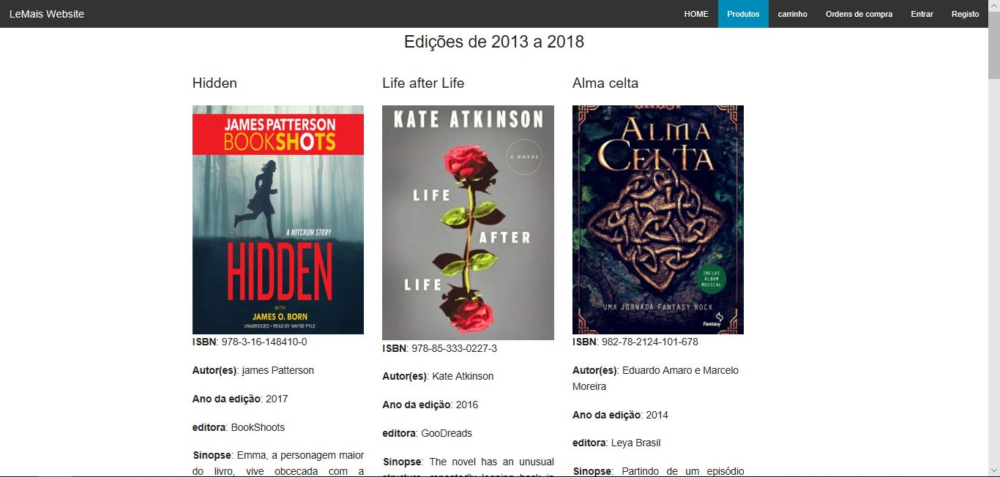 LeMais Website
HOME
Produtos
carrinho
Ordens de compra
Entrar
Registo
Edições de 2013 a 2018
Hidden
JAMES PATTERSON
BOOKSHOTS
A MITCHUM STORY
HIDDEN
WITH
JAMES O. BORN
UNABRIDGED • READ BY WAYNE PYLE
ISBN: 978-3-16-148410-0
Autor(es): james Patterson
Ano da edição: 2017
editora: BookShoots
Sinopse: Emma, a personagem maior
do livro, vive obcecada com a
Life after Life
KATE ATKINSON
A NOVEL
LIFE
AFTER
LIFE
ISBN: 978-85-333-0227-3
Autor(es): Kate Atkinson
Ano da edição: 2016
editora: GooDreads
Sinopse: The novel has an unusual
structure, repeatedly looping back in
Alma celta
ALMA
CELTA
INCLUI
ÁLBUM
MUSICAL
UMA JORNADA FANTASY ROCK
Fantasy
ISBN: 982-78-2124-101-678
Autor(es): Eduardo Amaro e Marcelo
Moreira
Ano da edição: 2014
editora: Leya Brasil
Sinopse: Partindo de um episódio